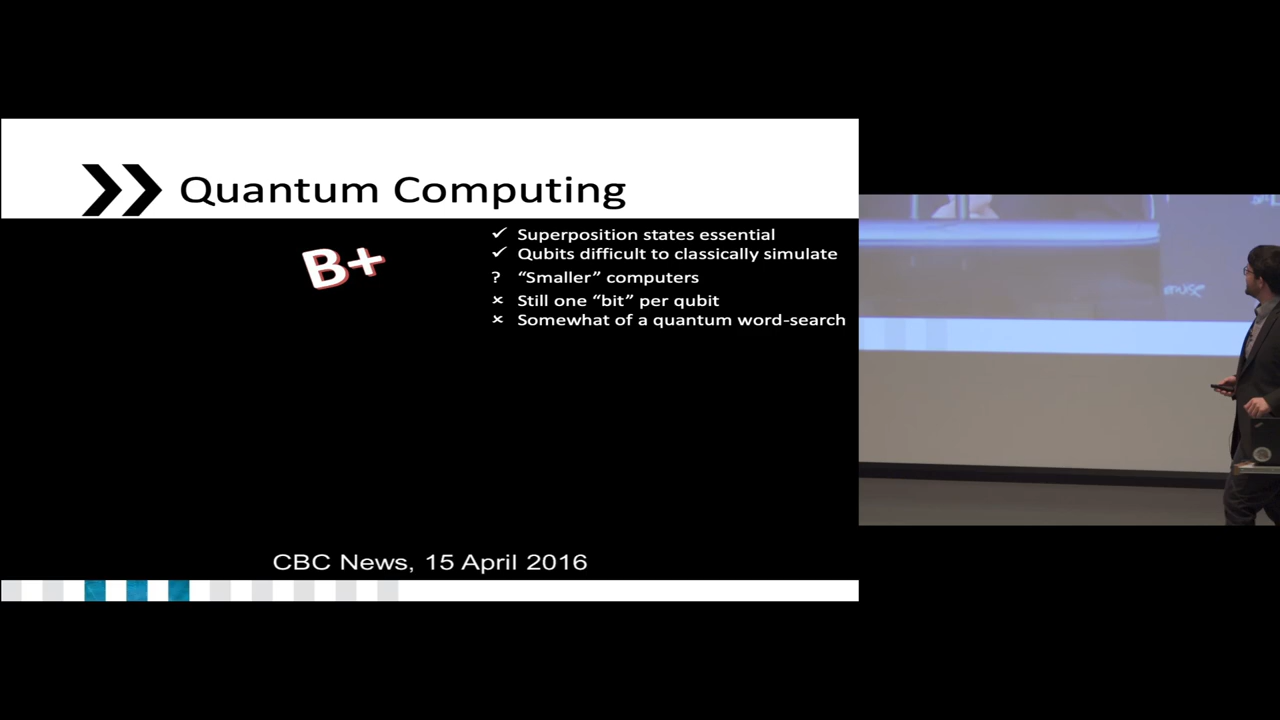 Quantum Computing
B+
✓ Superposition states essential
✓ Qubits difficult to classically simulate
? “Smaller” computers
× Still one “bit” per qubit
× Somewhat of a quantum word-search
CBC News, 15 April 2016